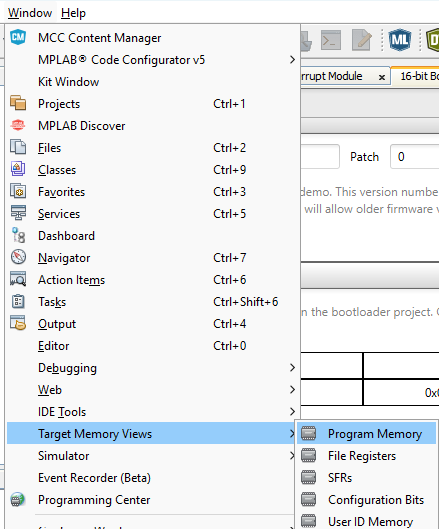 Window Help
MCC Content Manager
MPLAB® Code Configurator v5
Kit Window
Projects Ctrl+1
MPLAB Discover
Files Ctrl+2
Classes Ctrl+9
Favorites Ctrl+3
Services Ctrl+5
Dashboard
Navigator Ctrl+7
Action Items Ctrl+6
Tasks Ctrl+Shift+6
Output Ctrl+4
Editor Ctrl+0
Debugging
Web
IDE Tools
Target Memory Views
Simulator
Event Recorder (Beta)
Programming Center
Program Memory
File Registers
SFRs
Configuration Bits
User ID Memory
ML
rrupt Module × 16-bit Bo
Patch 0
demo. This version numbe
will allow older firmware v
n the bootloader project.
0x